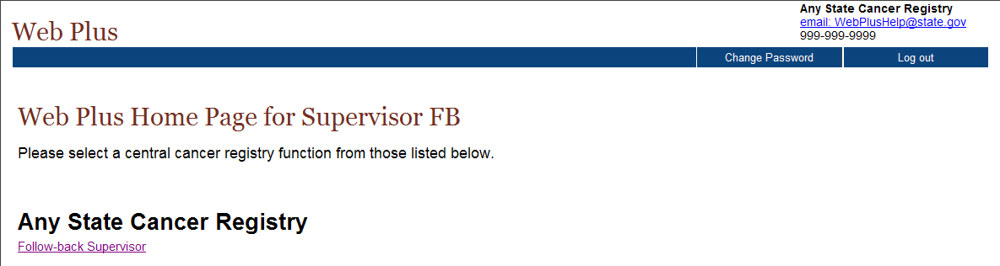 Any State Cancer Registry
Web Plus
email: WebPlusHelp@state.gov
999-999-9999
Change Password
Log out
Web Plus Home Page for Supervisor FB
Please select a central cancer registry function from those listed below.
Any State Cancer Registry
Follow-back Supervisor